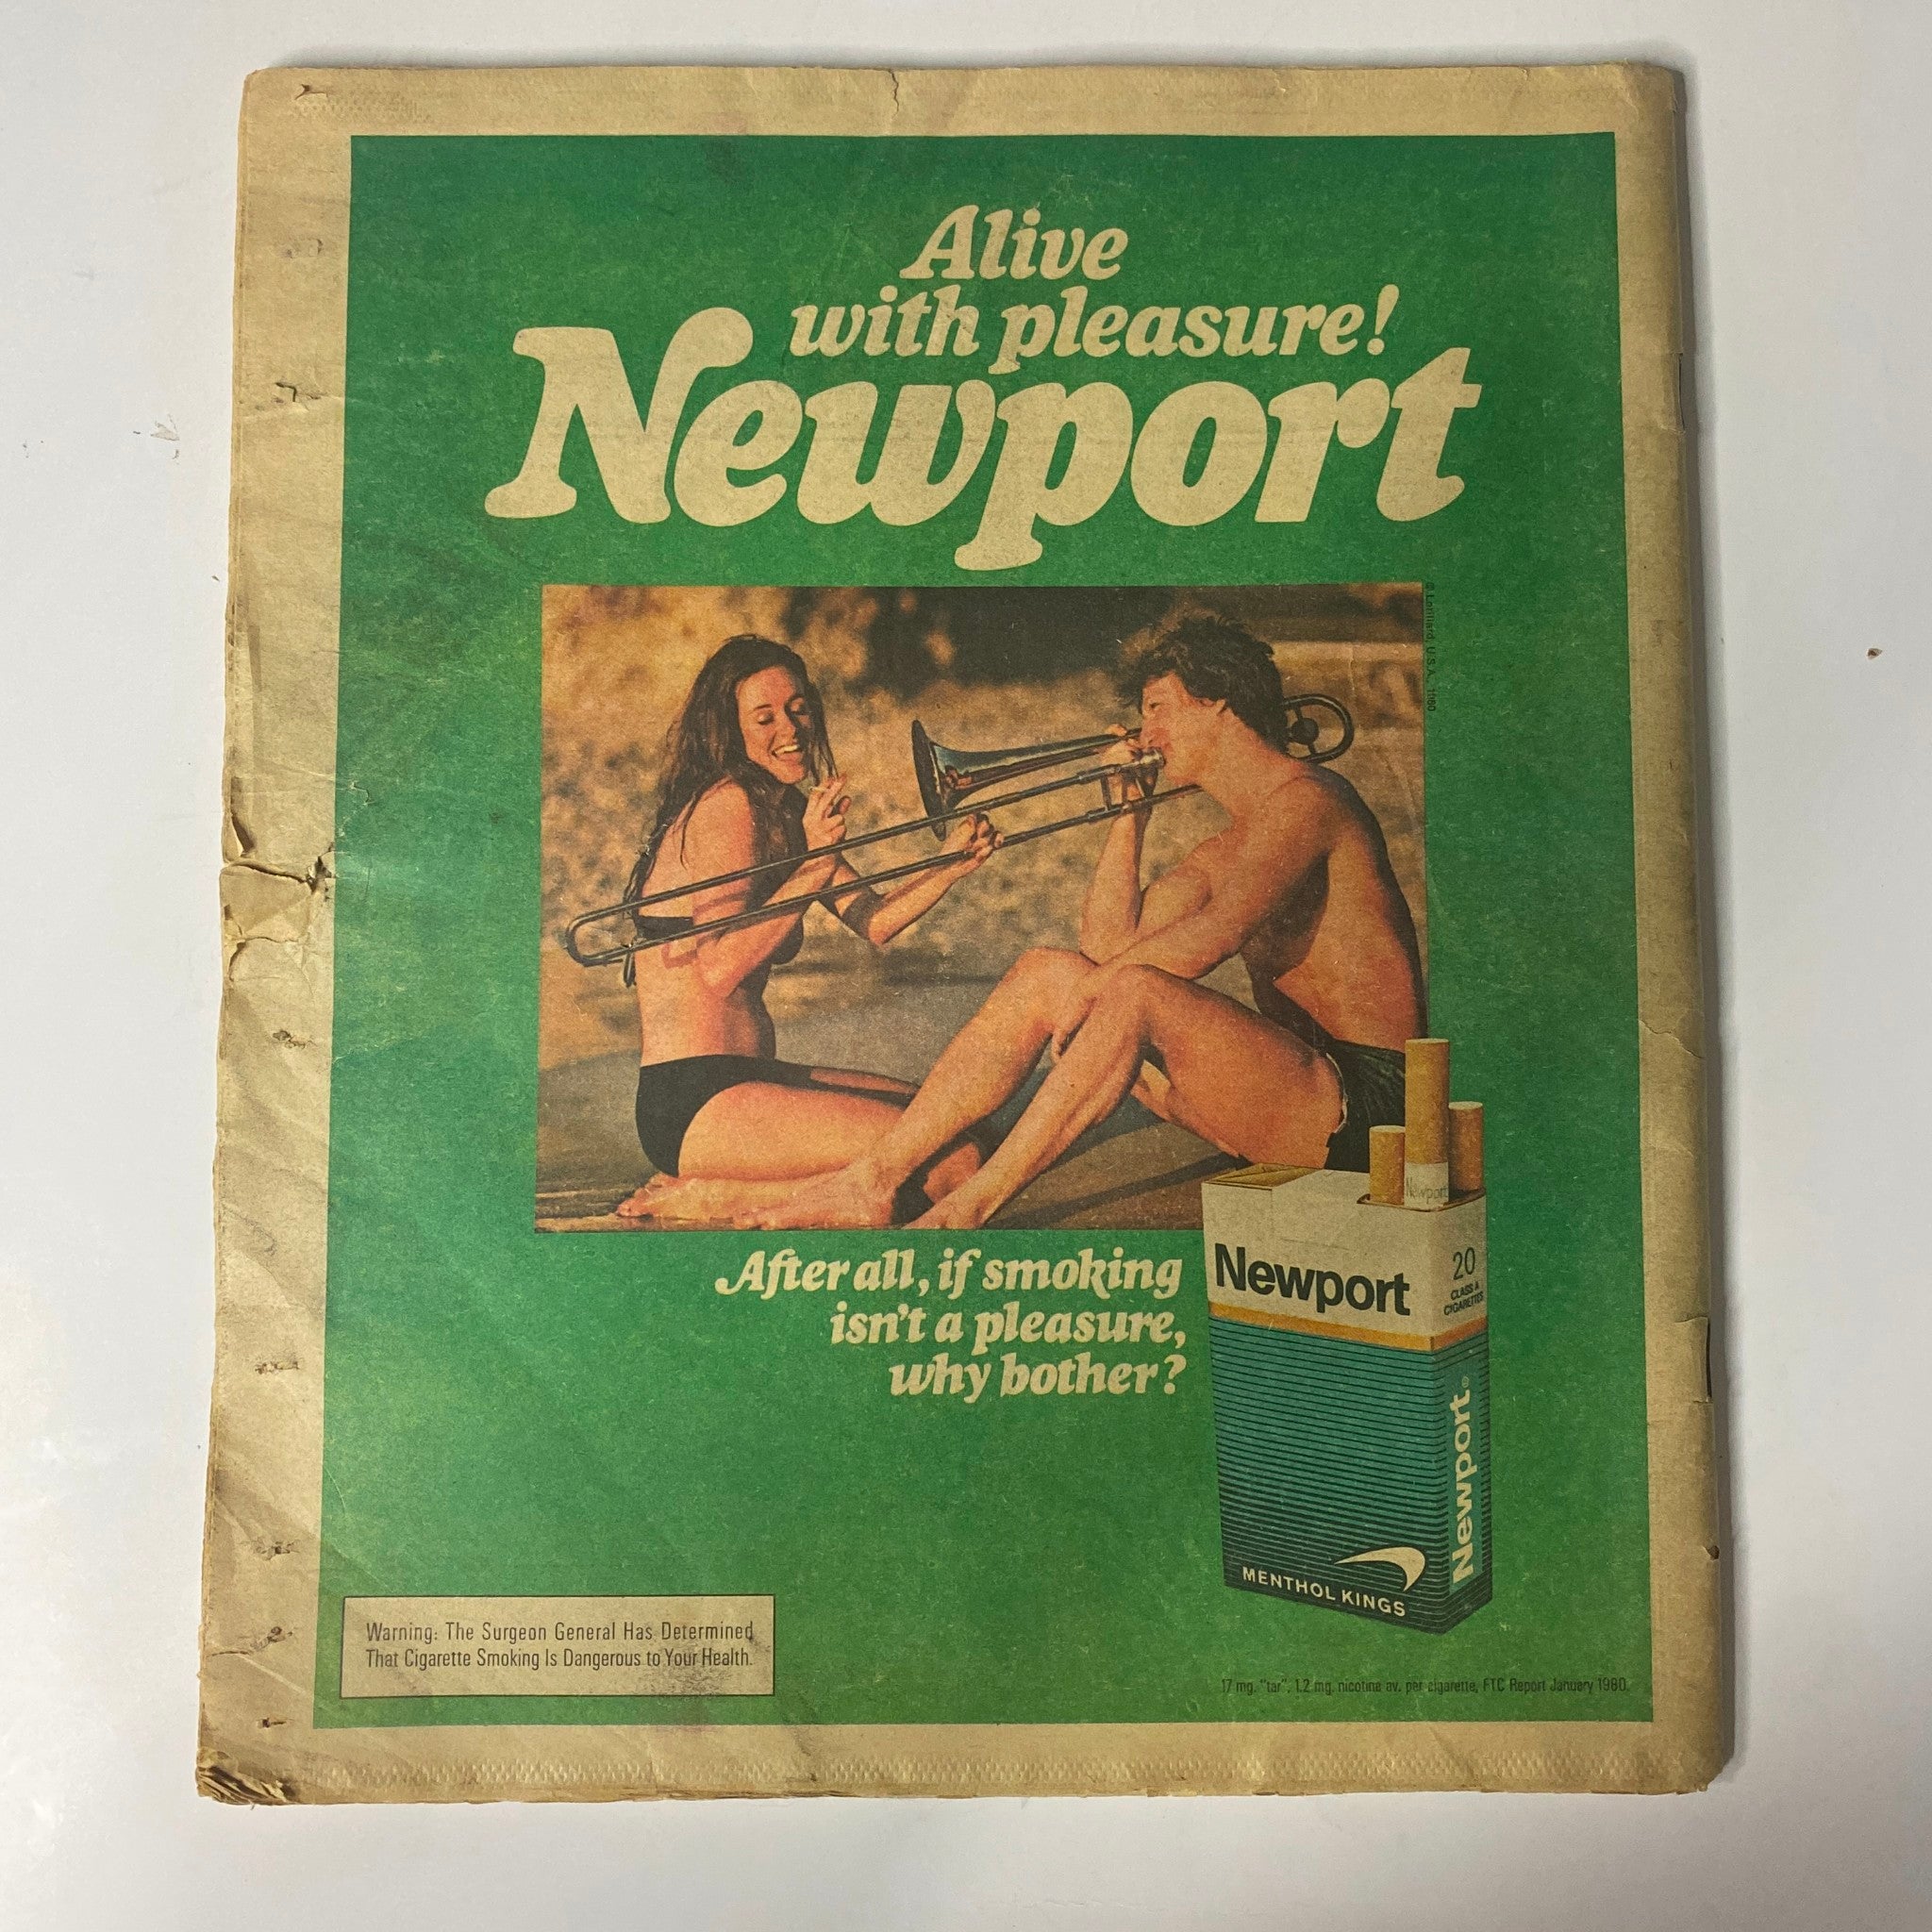 Alive
with pleasure!
Newport
© Lorillard, U.S.A., 1980
After all, if smoking
isn't a pleasure,
why bother?
Newport
Newport
20
CLASS A
CIGARETTES
Newport®
MENTHOL KINGS
Warning: The Surgeon General Has Determined
That Cigarette Smoking Is Dangerous to Your Health.
17 mg. "tar", 1.2 mg. nicotine av. per cigarette, FTC Report January 1980.